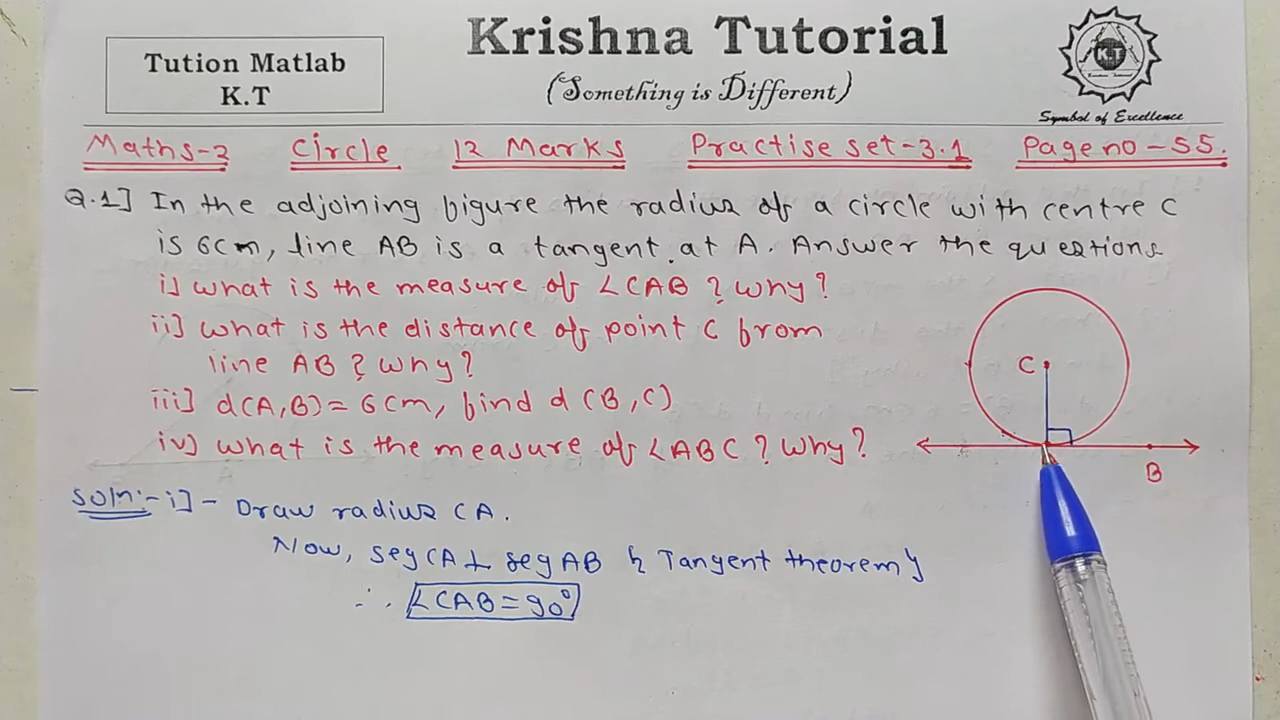 Tution Matlab
K.T
Krishna Tutorial
(Something is Different)
K.T
Symbol of Excellence
Maths-2 Circle 12 Marks Practise set-3.1 Page no-55.
Q.1] In the adjoining figure the radius of a circle with centre C
is 6cm, line AB is a tangent at A. Answer the questions
i] what is the measure of ∠CAB ? why?
ii] what is the distance of point C from
line AB ? why?
iii] d(A,B)=6cm, find d(B,C)
iv) What is the measure of ∠ABC ? Why?
C
B
Soln:- i]- Draw radius CA.
Now, seg CA ⊥ seg AB { Tangent theorem }
∴ ∠CAB=90°